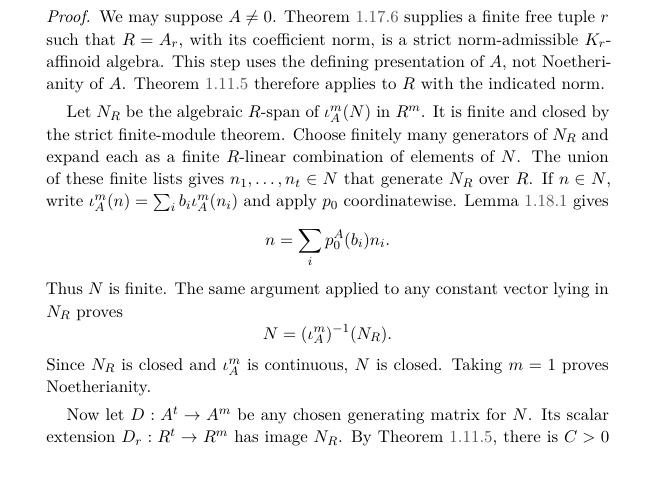 Proof. We may suppose A ≠ 0. Theorem 1.17.6 supplies a finite free tuple r
such that R = A_r, with its coefficient norm, is a strict norm-admissible K_r-
affinoid algebra. This step uses the defining presentation of A, not Noetheri-
anity of A. Theorem 1.11.5 therefore applies to R with the indicated norm.
Let N_R be the algebraic R-span of ι_A^m(N) in R^m. It is finite and closed by
the strict finite-module theorem. Choose finitely many generators of N_R and
expand each as a finite R-linear combination of elements of N. The union
of these finite lists gives n_1, . . . , n_t ∈ N that generate N_R over R. If n ∈ N,
write ι_A^m(n) = ∑_i b_i ι_A^m(n_i) and apply p_0 coordinatewise. Lemma 1.18.1 gives
n = ∑_i p_0^A(b_i)n_i.
Thus N is finite. The same argument applied to any constant vector lying in
N_R proves
N = (ι_A^m)^{-1}(N_R).
Since N_R is closed and ι_A^m is continuous, N is closed. Taking m = 1 proves
Noetherianity.
Now let D : A^t → A^m be any chosen generating matrix for N. Its scalar
extension D_r : R^t → R^m has image N_R. By Theorem 1.11.5, there is C > 0